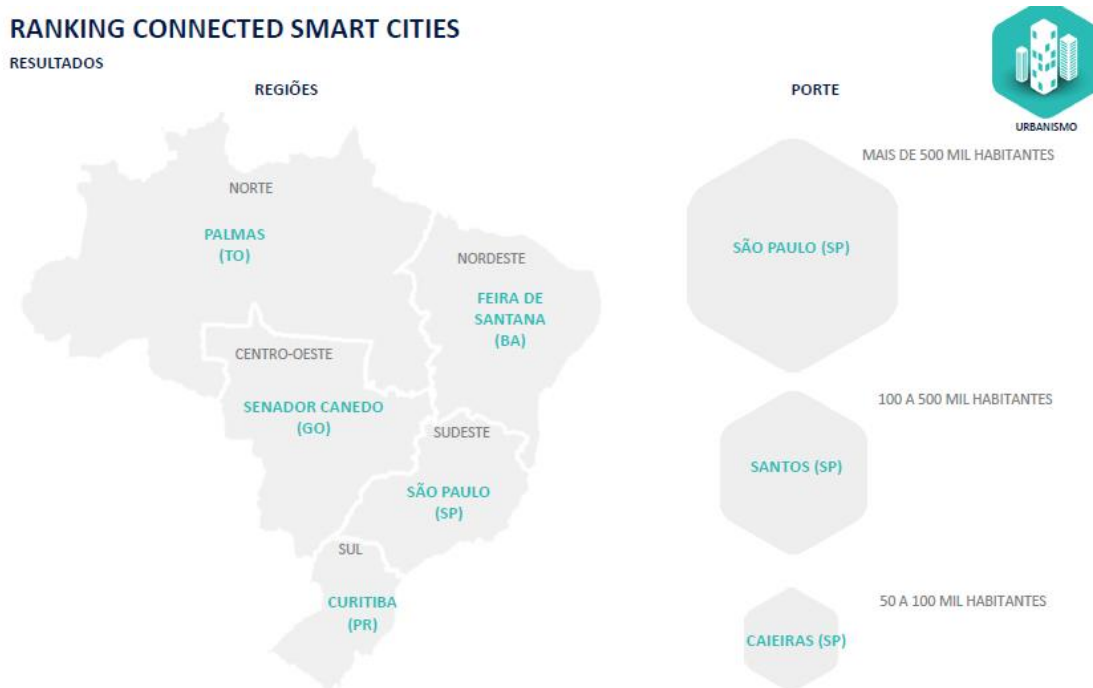 RANKING CONNECTED SMART CITIES
RESULTADOS
REGIÕES
NORTE
PALMAS
(TO)
NORDESTE
FEIRA DE
SANTANA
(BA)
CENTRO-OESTE
SENADOR CANEDO
(GO)
SUDESTE
SÃO PAULO
(SP)
SUL
CURITIBA
(PR)
PORTE
URBANISMO
MAIS DE 500 MIL HABITANTES
SÃO PAULO (SP)
100 A 500 MIL HABITANTES
SANTOS (SP)
50 A 100 MIL HABITANTES
CAIEIRAS (SP)